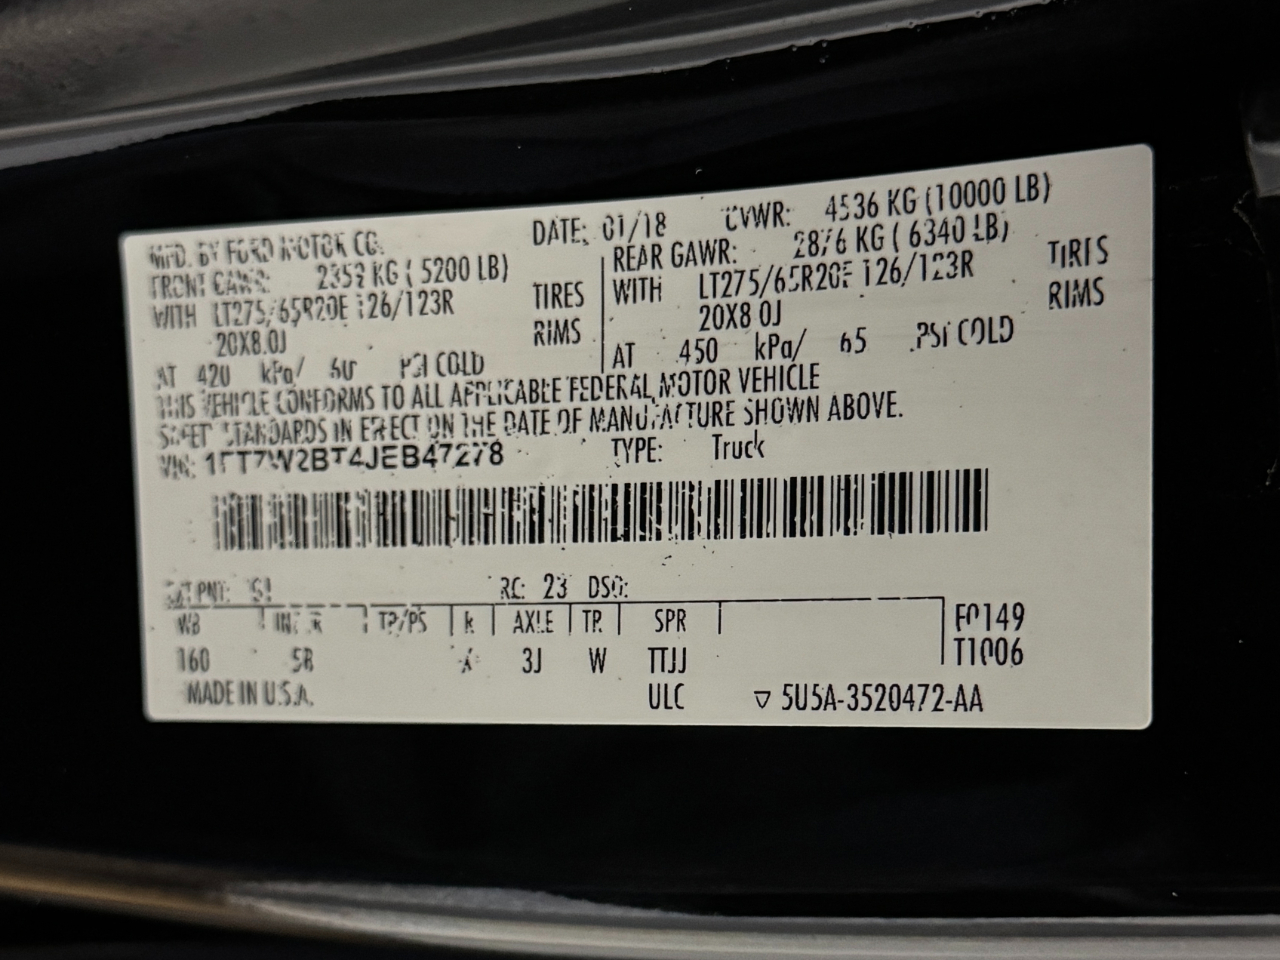 MFD. BY FORD MOTOR CO. DATE: 01/18 GVWR: 4536 KG (10000 LB)
FRONT GAWR: 2359 KG ( 5200 LB) REAR GAWR: 2876 KG ( 6340 LB)
WITH LT275/65R20E 126/123R TIRES WITH LT275/65R20E 126/123R TIRES
20X8.0J RIMS 20X8.0J RIMS
AT 420 kPa/ 60 PSI COLD AT 450 kPa/ 65 PSI COLD
THIS VEHICLE CONFORMS TO ALL APPLICABLE FEDERAL MOTOR VEHICLE
SAFETY STANDARDS IN EFFECT ON THE DATE OF MANUFACTURE SHOWN ABOVE.
VIN: 1FT7W2BT4JEB47278 TYPE: Truck
EXT PNT: RC: 23 DSO:
WB INT TR TP/PS R AXLE TR SPR F0149
160 3J W TTJJ T1006
MADE IN U.S.A. ULC ▽ 5U5A-3520472-AA